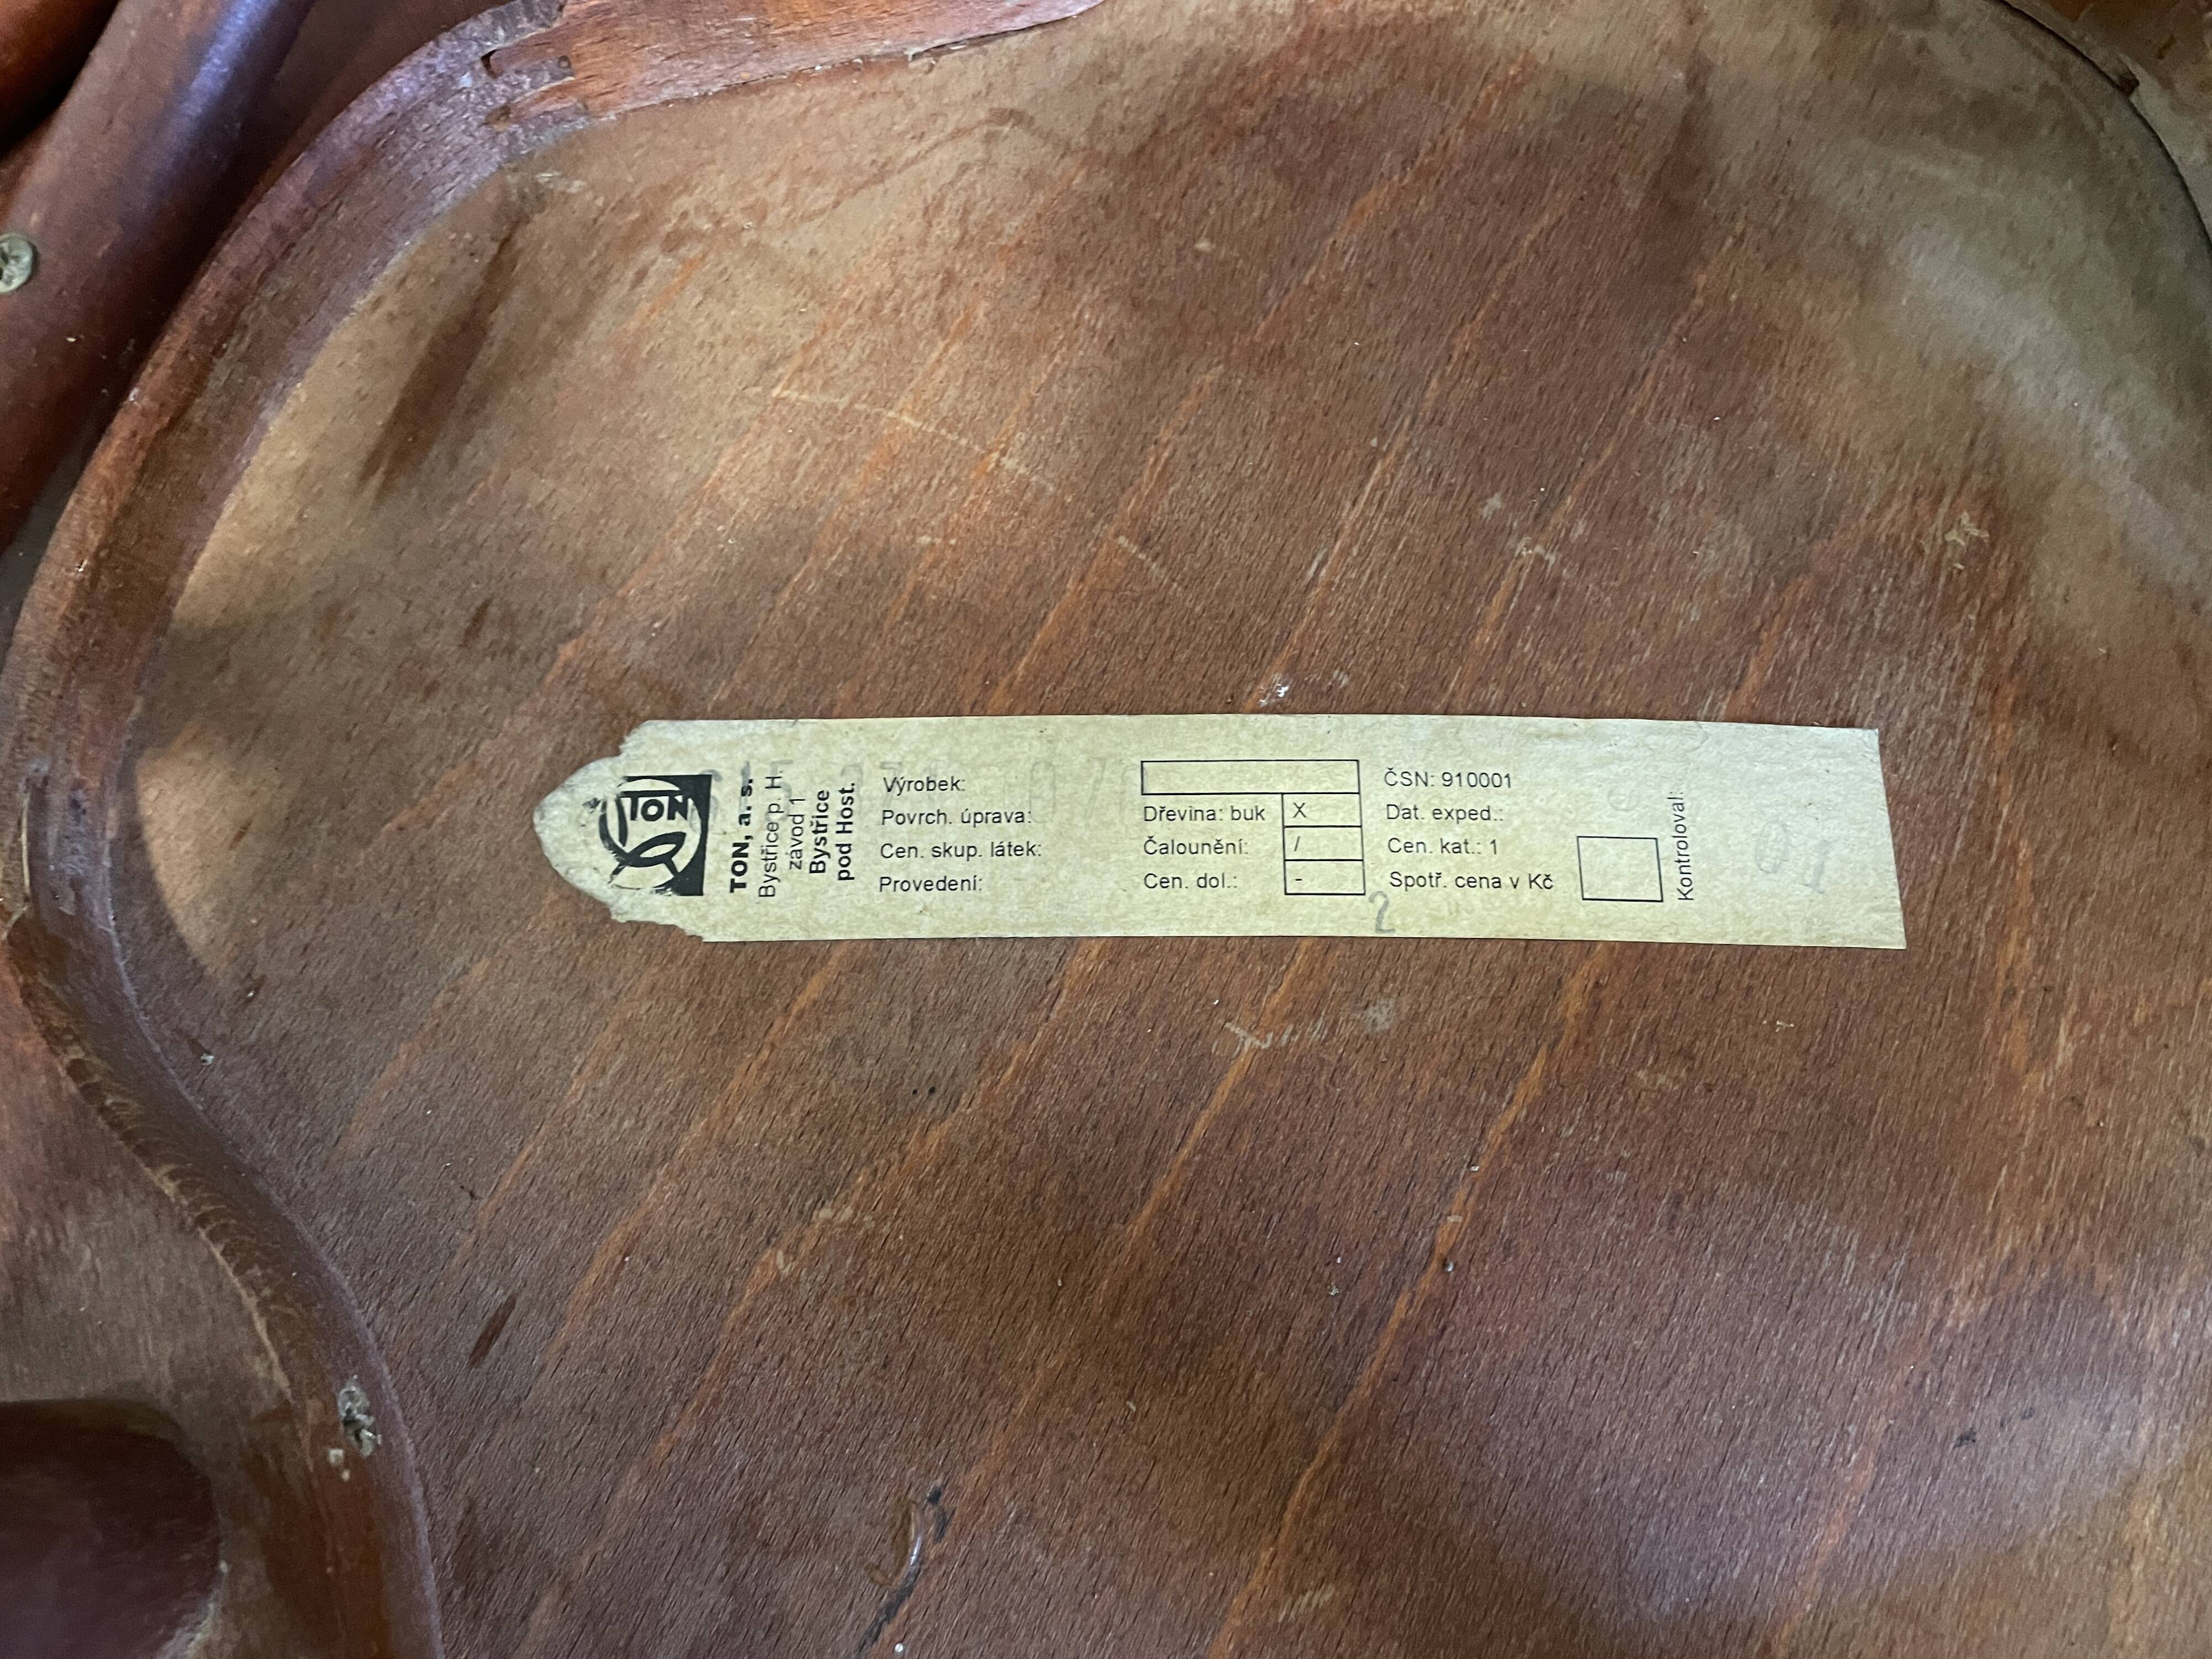 TON
TON, a. s.
Bystřice p. H.
závod 1
Bystřice
pod Host.
Výrobek:
Povrch. úprava:
Cen. skup. látek:
Provedení:
Dřevina: buk X
Čalounění: /
Cen. dol.: -
2
ČSN: 910001
Dat. exped.:
Cen. kat.: 1
Spotř. cena v Kč
Kontroloval: